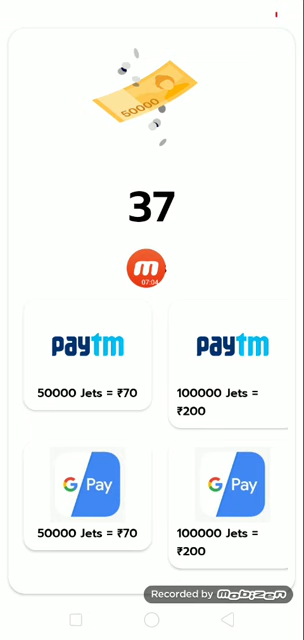 50000
37
m
07:04
paytm
paytm
50000 Jets = ₹70
100000 Jets =
₹200
G Pay
G Pay
50000 Jets = ₹70
100000 Jets =
₹200
Recorded by mobizen